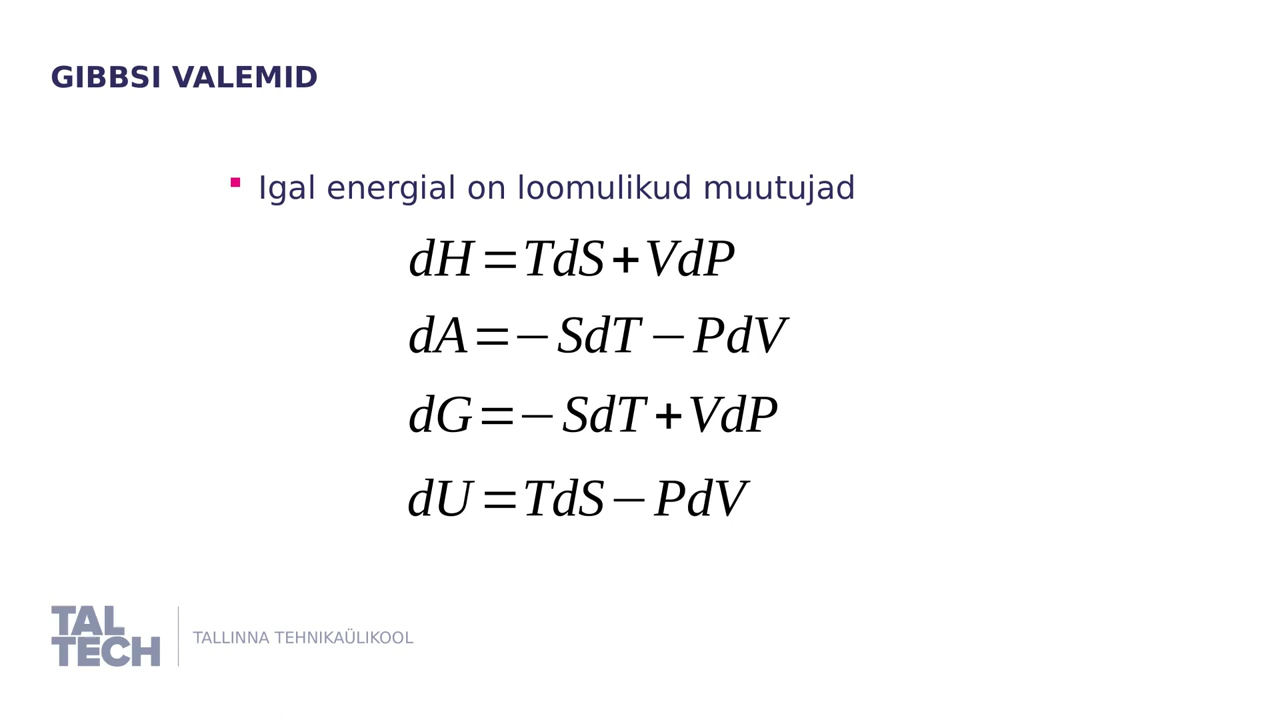 GIBBSI VALEMID
Igal energial on loomulikud muutujad
dH = TdS + VdP
dA = − SdT − PdV
dG = − SdT + VdP
dU = TdS − PdV
TAL
TECH
TALLINNA TEHNIKAÜLIKOOL